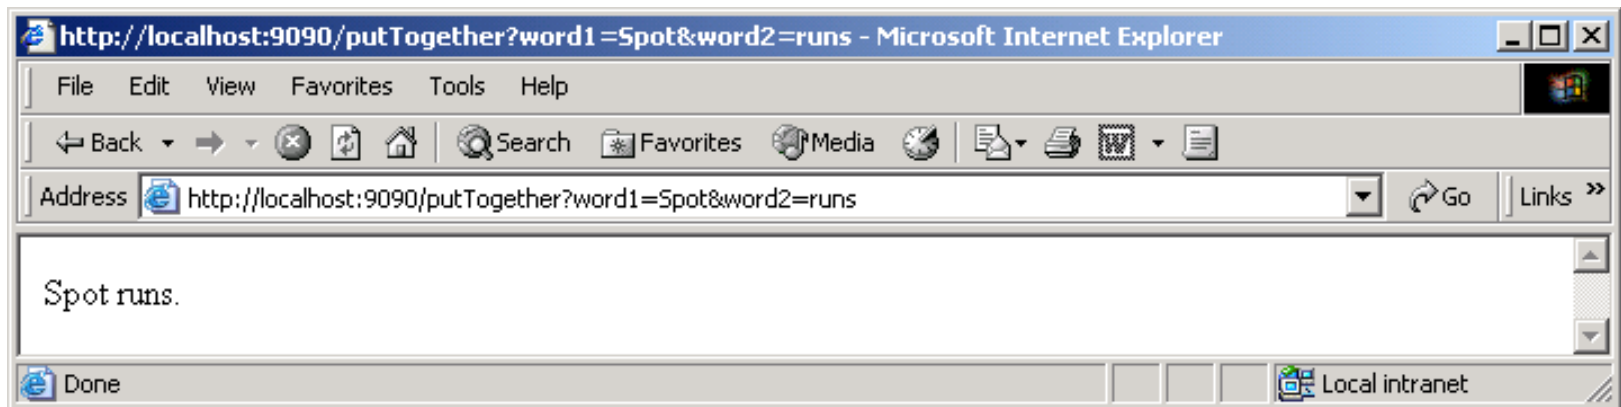 http://localhost:9090/putTogether?word1=Spot&word2=runs - Microsoft Internet Explorer
File Edit View Favorites Tools Help
Back Search Favorites Media W
Address http://localhost:9090/putTogether?word1=Spot&word2=runs Go Links »
Spot runs.
Done Local intranet